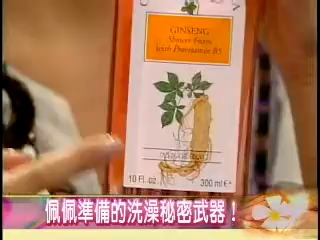 GINSENG
Shower Foam
with Provitamin B5
10 Fl. oz.
300 ml e
佩佩準備的洗澡秘密武器！